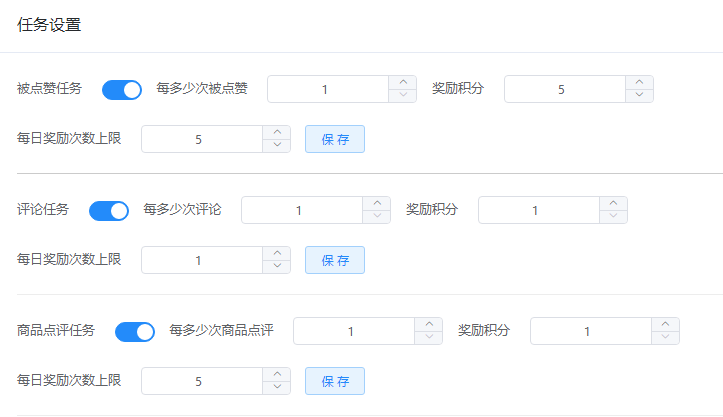 任务设置
被点赞任务 每多少次被点赞 1 奖励积分 5
每日奖励次数上限 5 保存
评论任务 每多少次评论 1 奖励积分 1
每日奖励次数上限 1 保存
商品点评任务 每多少次商品点评 1 奖励积分 1
每日奖励次数上限 5 保存